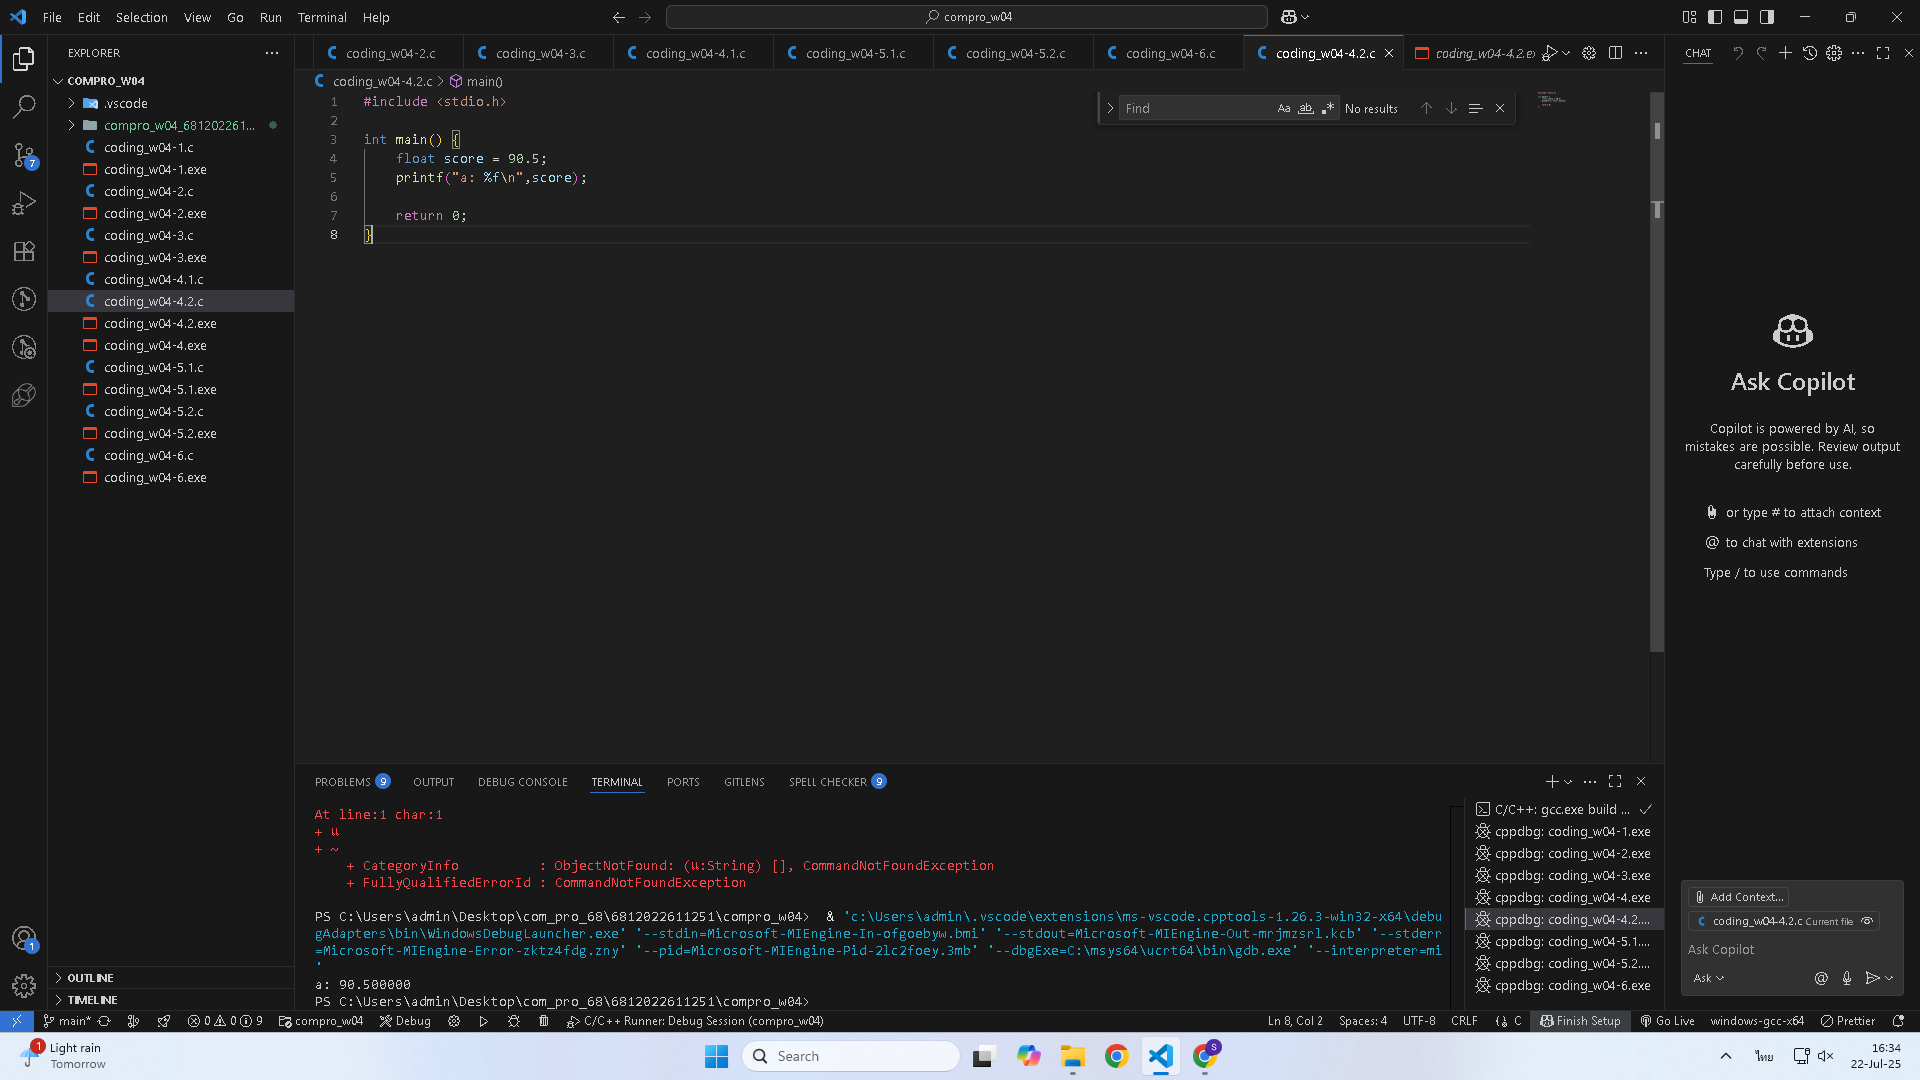 File Edit Selection View Go Run Terminal Help
compro_w04
EXPLORER
COMPRO_W04
.vscode
compro_w04_681202261...
coding_w04-1.c
coding_w04-1.exe
coding_w04-2.c
coding_w04-2.exe
coding_w04-3.c
coding_w04-3.exe
coding_w04-4.1.c
coding_w04-4.2.c
coding_w04-4.2.exe
coding_w04-4.exe
coding_w04-5.1.c
coding_w04-5.1.exe
coding_w04-5.2.c
coding_w04-5.2.exe
coding_w04-6.c
coding_w04-6.exe
OUTLINE
TIMELINE
7
1
coding_w04-2.c coding_w04-3.c coding_w04-4.1.c coding_w04-5.1.c coding_w04-5.2.c coding_w04-6.c coding_w04-4.2.c coding_w04-4.2.ex
coding_w04-4.2.c > main()
1 #include <stdio.h>
2
3 int main() {
4 float score = 90.5;
5 printf("a: %f\n",score);
6
7 return 0;
8 }
Find Aa ab No results
PROBLEMS 9 OUTPUT DEBUG CONSOLE TERMINAL PORTS GITLENS SPELL CHECKER 9
At line:1 char:1
+ แ
+ ~
+ CategoryInfo : ObjectNotFound: (แ:String) [], CommandNotFoundException
+ FullyQualifiedErrorId : CommandNotFoundException
PS C:\Users\admin\Desktop\com_pro_68\6812022611251\compro_w04> & 'c:\Users\admin\.vscode\extensions\ms-vscode.cpptools-1.26.3-win32-x64\debu
gAdapters\bin\WindowsDebugLauncher.exe' '--stdin=Microsoft-MIEngine-In-ofgoebyw.bmi' '--stdout=Microsoft-MIEngine-Out-mrjmzsrl.kcb' '--stderr
=Microsoft-MIEngine-Error-zktz4fdg.zny' '--pid=Microsoft-MIEngine-Pid-2lc2foey.3mb' '--dbgExe=C:\msys64\ucrt64\bin\gdb.exe' '--interpreter=mi
'
a: 90.500000
PS C:\Users\admin\Desktop\com_pro_68\6812022611251\compro_w04>
C/C++: gcc.exe build ...
cppdbg: coding_w04-1.exe
cppdbg: coding_w04-2.exe
cppdbg: coding_w04-3.exe
cppdbg: coding_w04-4.exe
cppdbg: coding_w04-4.2....
cppdbg: coding_w04-5.1....
cppdbg: coding_w04-5.2....
cppdbg: coding_w04-6.exe
CHAT
Ask Copilot
Copilot is powered by AI, so
mistakes are possible. Review output
carefully before use.
or type # to attach context
@ to chat with extensions
Type / to use commands
Add Context...
coding_w04-4.2.c Current file
Ask Copilot
Ask @
main* 0 0 9 compro_w04 Debug C/C++ Runner: Debug Session (compro_w04)
Ln 8, Col 2 Spaces: 4 UTF-8 CRLF {} C Finish Setup Go Live windows-gcc-x64 Prettier
1 Light rain
Tomorrow
Search
S
ไทย
16:34
22-Jul-25